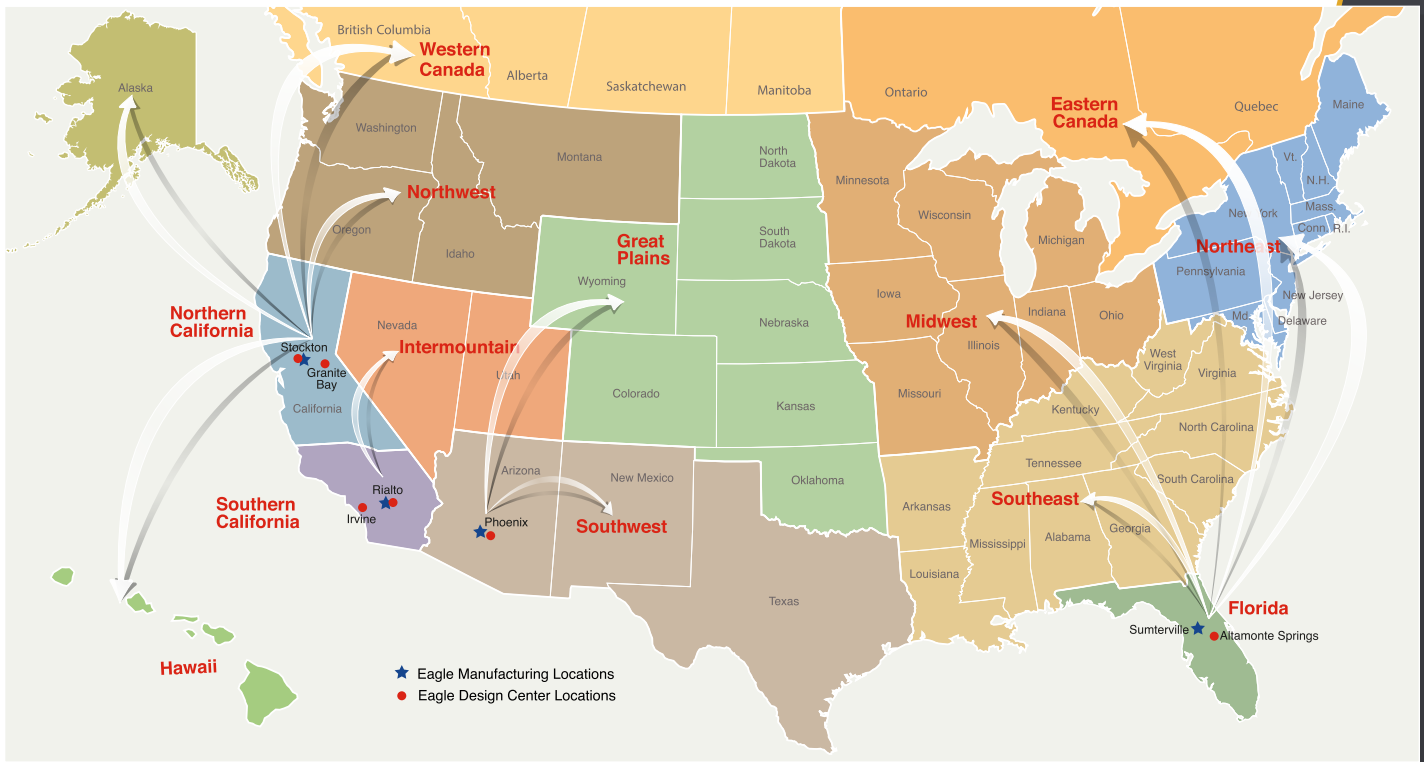 British Columbia
Western
Canada
Alberta
Saskatchewan
Manitoba
Ontario
Quebec
Eastern
Canada
Maine
Alaska
Washington
Montana
North
Dakota
Minnesota
Vt.
N.H.
Northwest
Oregon
Idaho
South
Dakota
Wisconsin
Michigan
New York
Mass.
Conn.
R.I.
Great
Plains
Wyoming
Northeast
Pennsylvania
Iowa
New Jersey
Northern
California
Nevada
Nebraska
Midwest
Illinois
Indiana
Ohio
Md.
Delaware
Stockton
Granite
Bay
California
Intermountain
Utah
Colorado
Kansas
Missouri
West
Virginia
Virginia
Kentucky
North Carolina
Tennessee
South Carolina
Southern
California
Rialto
Irvine
Arizona
New Mexico
Phoenix
Southwest
Oklahoma
Arkansas
Southeast
Mississippi
Alabama
Georgia
Louisiana
Texas
Florida
Sumterville
Altamonte Springs
Hawaii
Eagle Manufacturing Locations
Eagle Design Center Locations